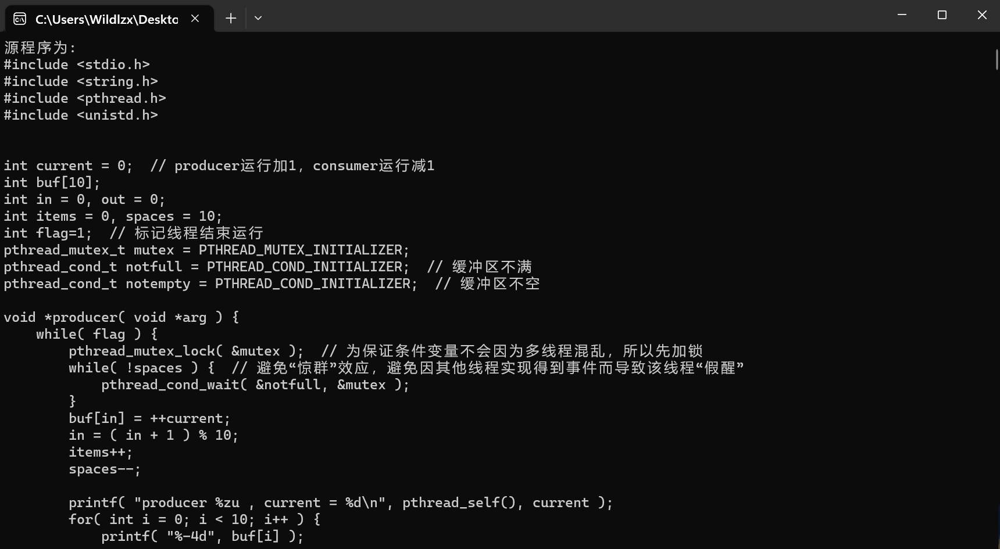 C:\Users\Wildlzx\Deskto
源程序为:
#include <stdio.h>
#include <string.h>
#include <pthread.h>
#include <unistd.h>
int current = 0;  // producer运行加1，consumer运行减1
int buf[10];
int in = 0, out = 0;
int items = 0, spaces = 10;
int flag=1;  // 标记线程结束运行
pthread_mutex_t mutex = PTHREAD_MUTEX_INITIALIZER;
pthread_cond_t notfull = PTHREAD_COND_INITIALIZER;  // 缓冲区不满
pthread_cond_t notempty = PTHREAD_COND_INITIALIZER;  // 缓冲区不空
void *producer( void *arg ) {
    while( flag ) {
        pthread_mutex_lock( &mutex );  // 为保证条件变量不会因为多线程混乱，所以先加锁
        while( !spaces ) {  // 避免“惊群”效应，避免因其他线程实现得到事件而导致该线程“假醒”
            pthread_cond_wait( &notfull, &mutex );
        }
        buf[in] = ++current;
        in = ( in + 1 ) % 10;
        items++;
        spaces--;
        printf( "producer %zu , current = %d\n", pthread_self(), current );
        for( int i = 0; i < 10; i++ ) {
            printf( "%-4d", buf[i] );